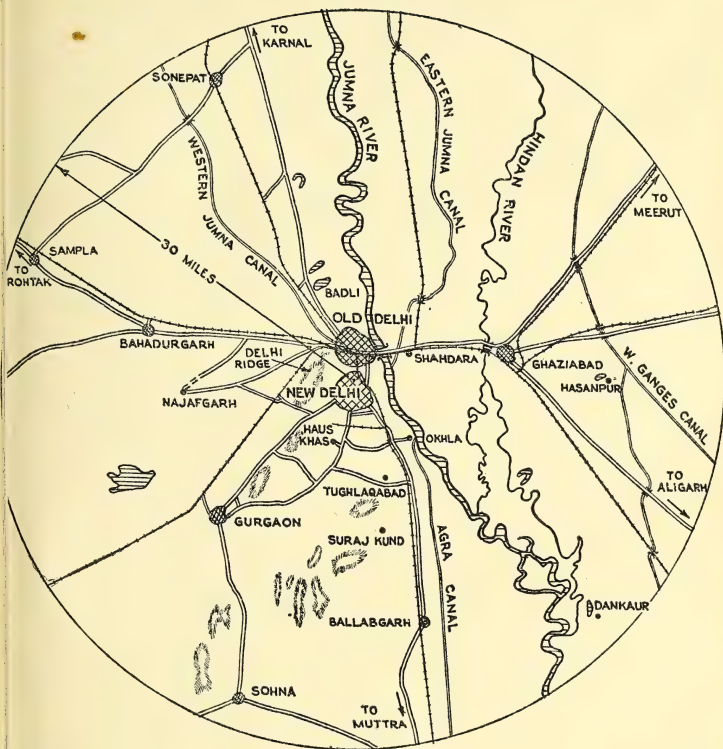 TO
KARNAL
SONEPAT
JUMNA RIVER
EASTERN JUMNA
CANAL
HINDAN RIVER
WESTERN
JUMNA CANAL
TO
MEERUT
SAMPLA
TO
ROHTAK
30 MILES
BADLI
OLD DELHI
BAHADURGARH
DELHI
RIDGE
SHAHDARA
GHAZIABAD
HASANPUR
W. GANGES CANAL
NAJAFGARH
NEW DELHI
HAUS
KHAS
OKHLA
TO
ALIGARH
TUGHLAQABAD
GURGAON
SURAJ KUND
AGRA
CANAL
DANKAUR
BALLABGARH
SOHNA
TO
MUTTRA